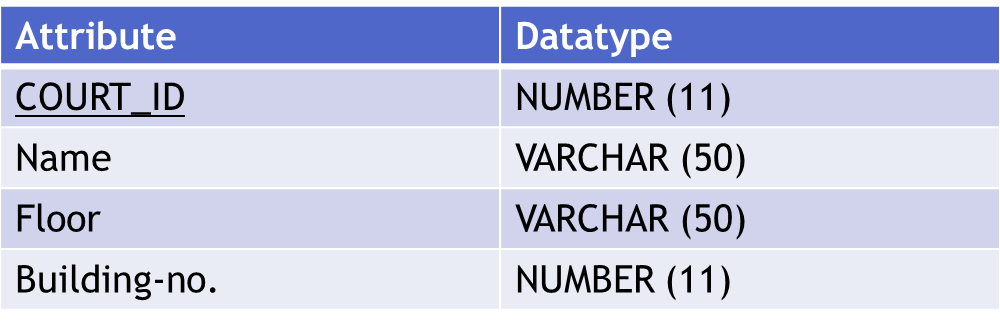 Attribute Datatype
COURT_ID NUMBER (11)
Name VARCHAR (50)
Floor VARCHAR (50)
Building-no. NUMBER (11)